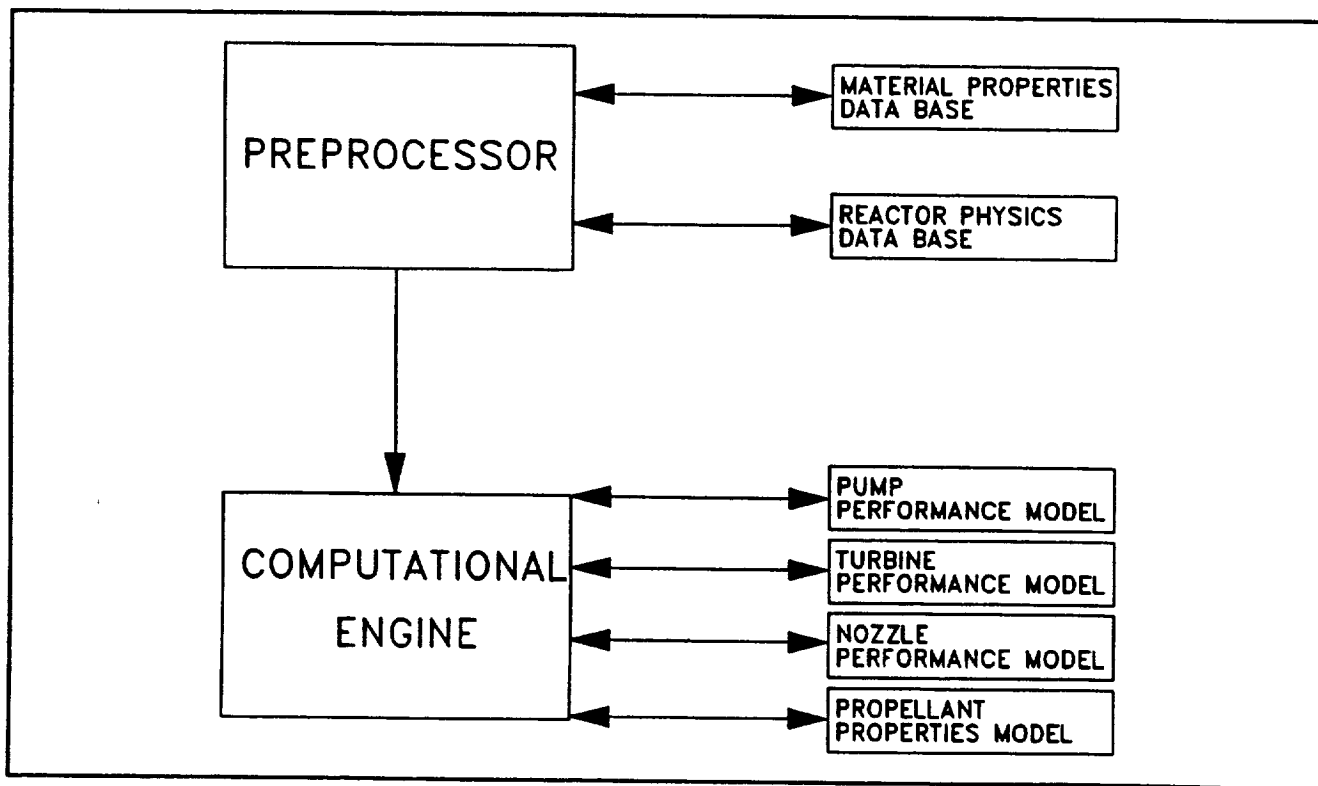 PREPROCESSOR
MATERIAL PROPERTIES
DATA BASE
REACTOR PHYSICS
DATA BASE
COMPUTATIONAL
ENGINE
PUMP
PERFORMANCE MODEL
TURBINE
PERFORMANCE MODEL
NOZZLE
PERFORMANCE MODEL
PROPELLANT
PROPERTIES MODEL